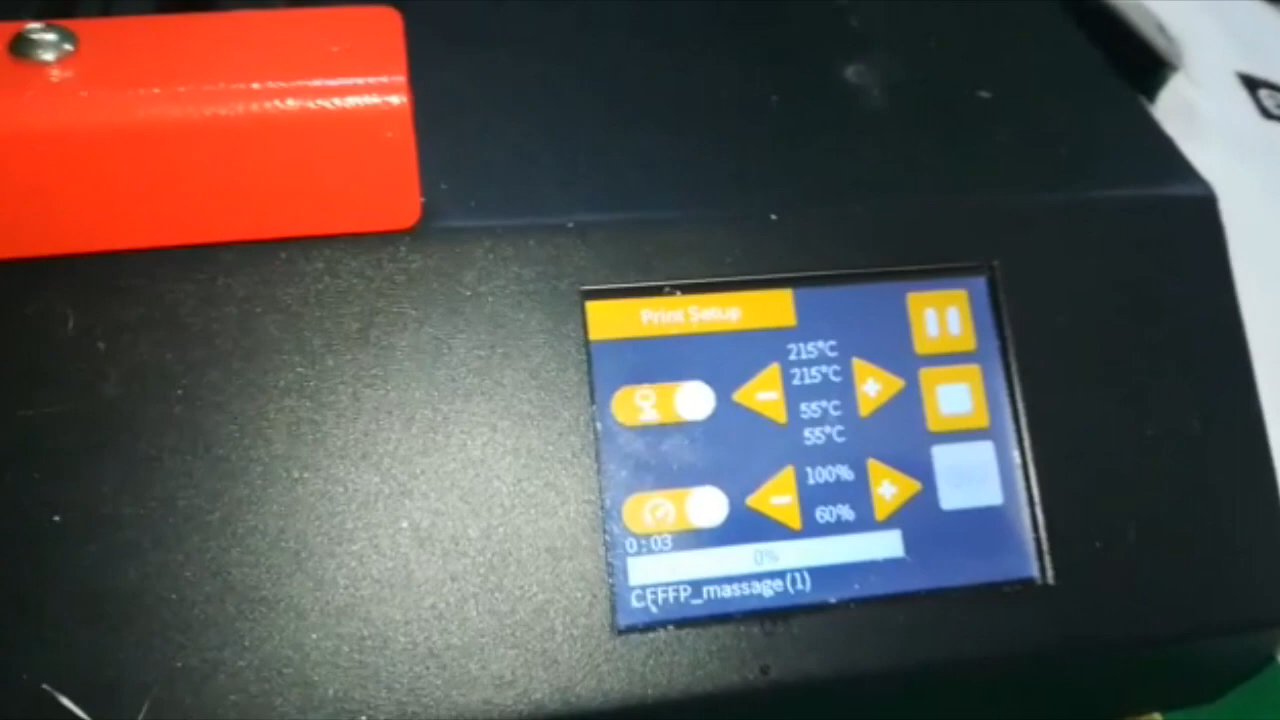 Print Setup
215°C
215°C
55°C
55°C
100%
60%
0:03
0%
CFFFP_massage(1)